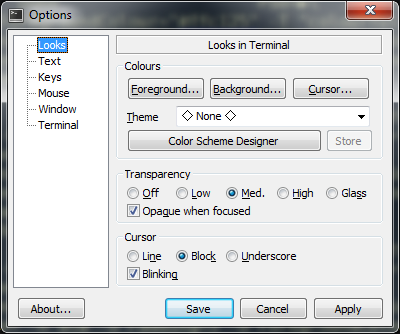 Options
Looks
Text
Keys
Mouse
Window
Terminal
Looks in Terminal
Colours
Foreground... Background... Cursor...
Theme ◇ None ◇
Color Scheme Designer Store
Transparency
Off Low Med. High Glass
Opaque when focused
Cursor
Line Block Underscore
Blinking
About... Save Cancel Apply